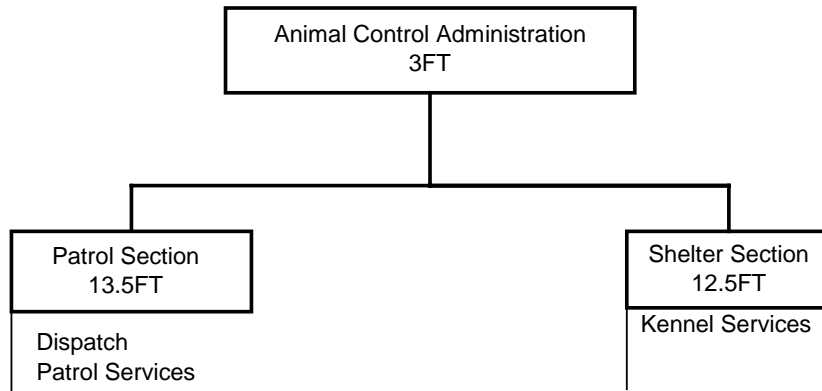 Animal Control Administration
3FT
Patrol Section
13.5FT
Dispatch
Patrol Services
Shelter Section
12.5FT
Kennel Services